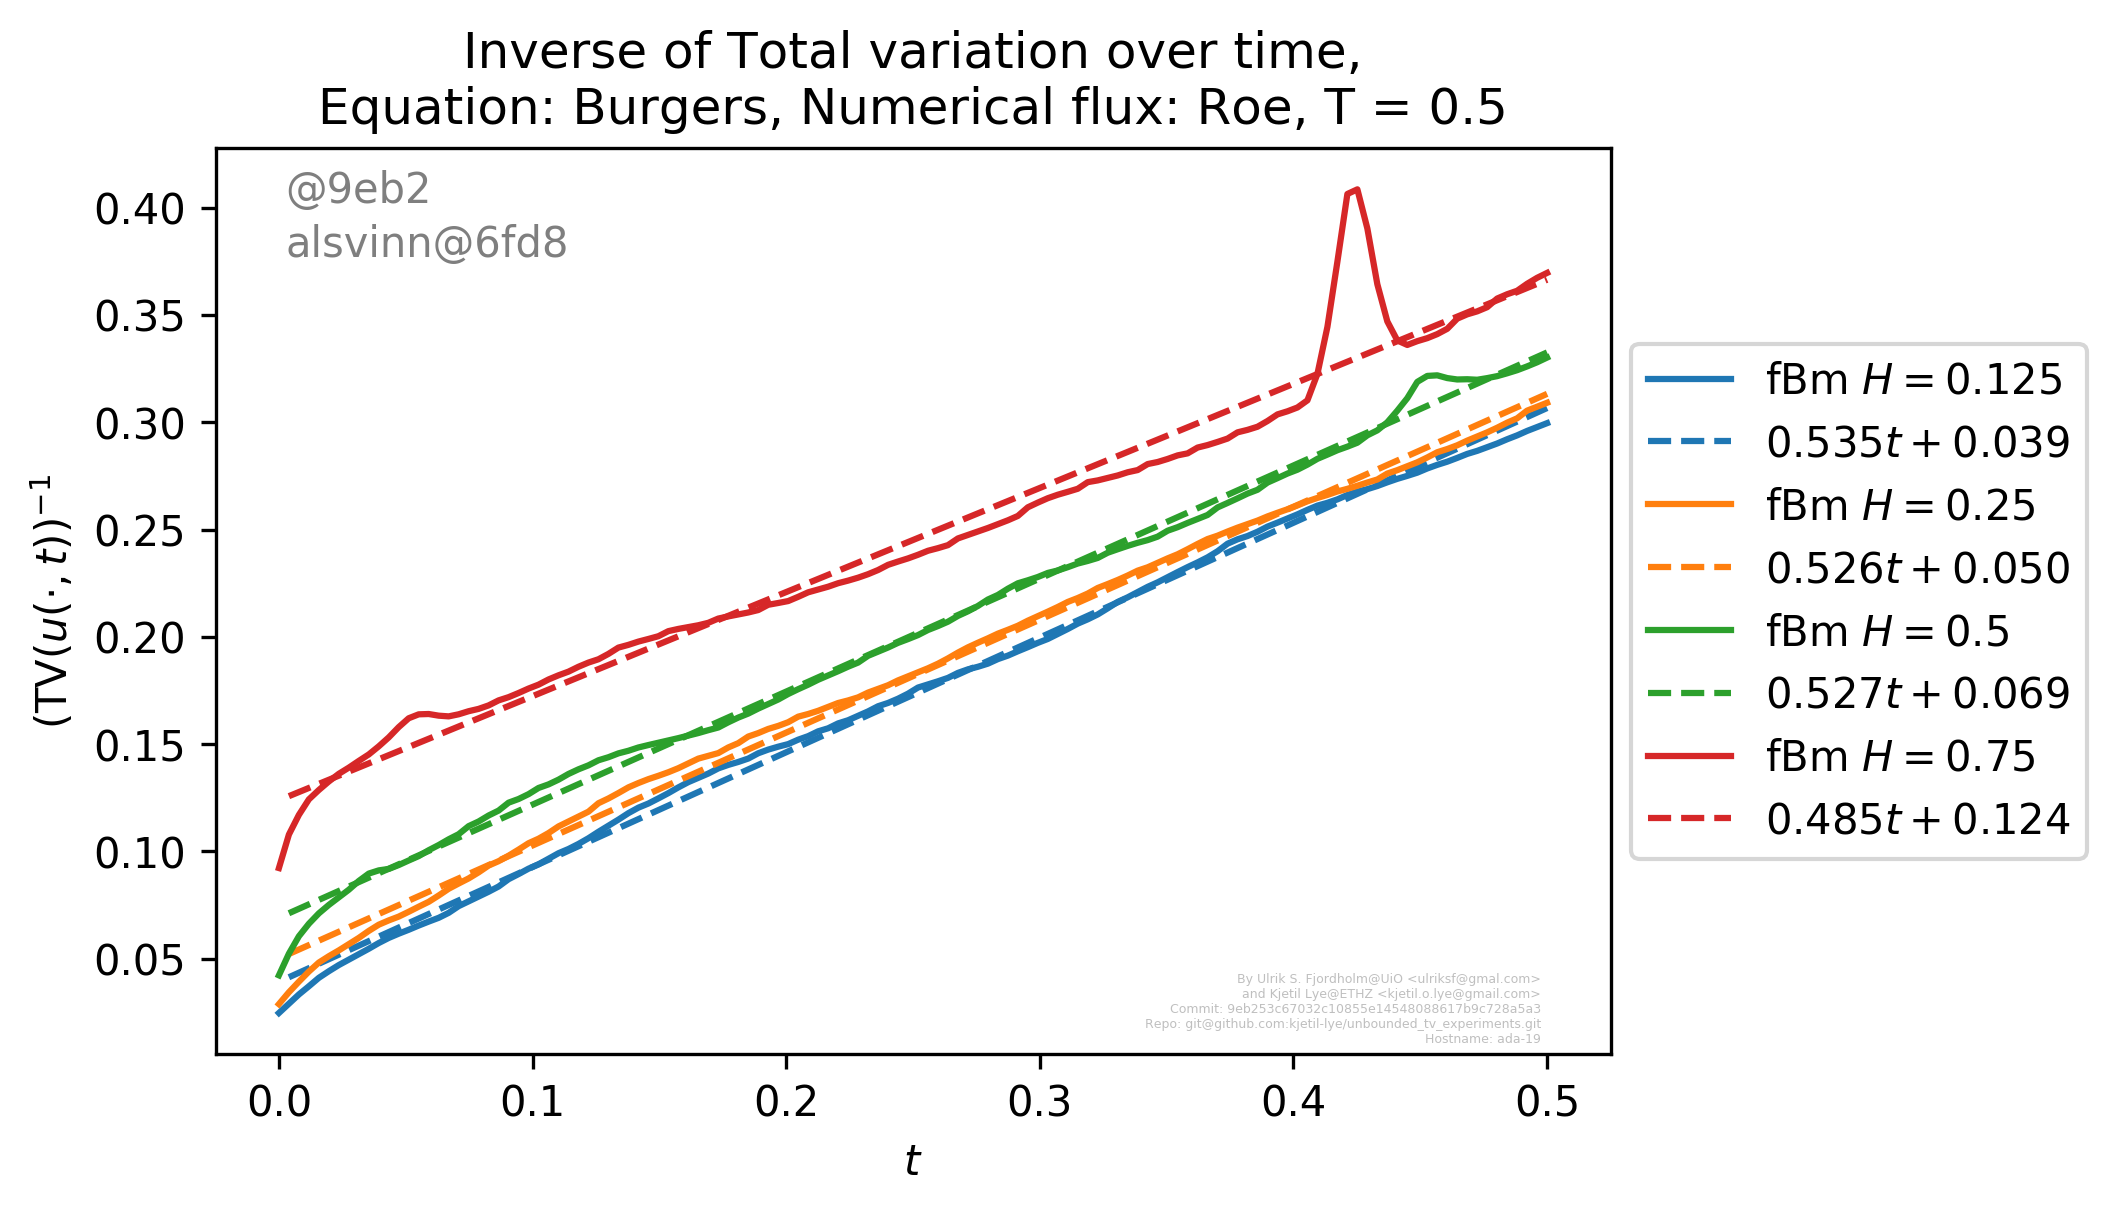 Inverse of Total variation over time,
Equation: Burgers, Numerical flux: Roe, T = 0.5
@9eb2
alsvinn@6fd8
(TV(u(·, t))⁻¹
0.40
0.35
0.30
0.25
0.20
0.15
0.10
0.05
0.0 0.1 0.2 0.3 0.4 0.5
t
fBm H = 0.125
0.535t + 0.039
fBm H = 0.25
0.526t + 0.050
fBm H = 0.5
0.527t + 0.069
fBm H = 0.75
0.485t + 0.124
By Ulrik S. Fjordholm@UiO <ulriksf@gmal.com>
and Kjetil Lye@ETHZ <kjetil.o.lye@gmail.com>
Commit: 9eb253c67032c10855e14548088617b9c728a5a3
Repo: git@github.com:kjetil-lye/unbounded_tv_experiments.git
Hostname: ada-19